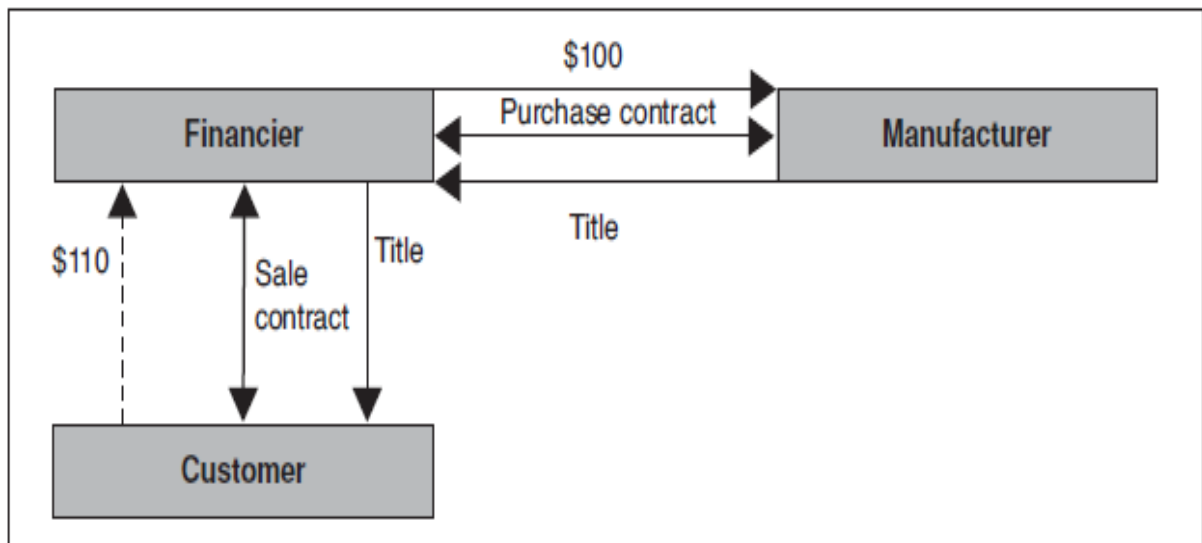 $100
Financier
Purchase contract
Manufacturer
Title
$110
Sale
contract
Title
Customer